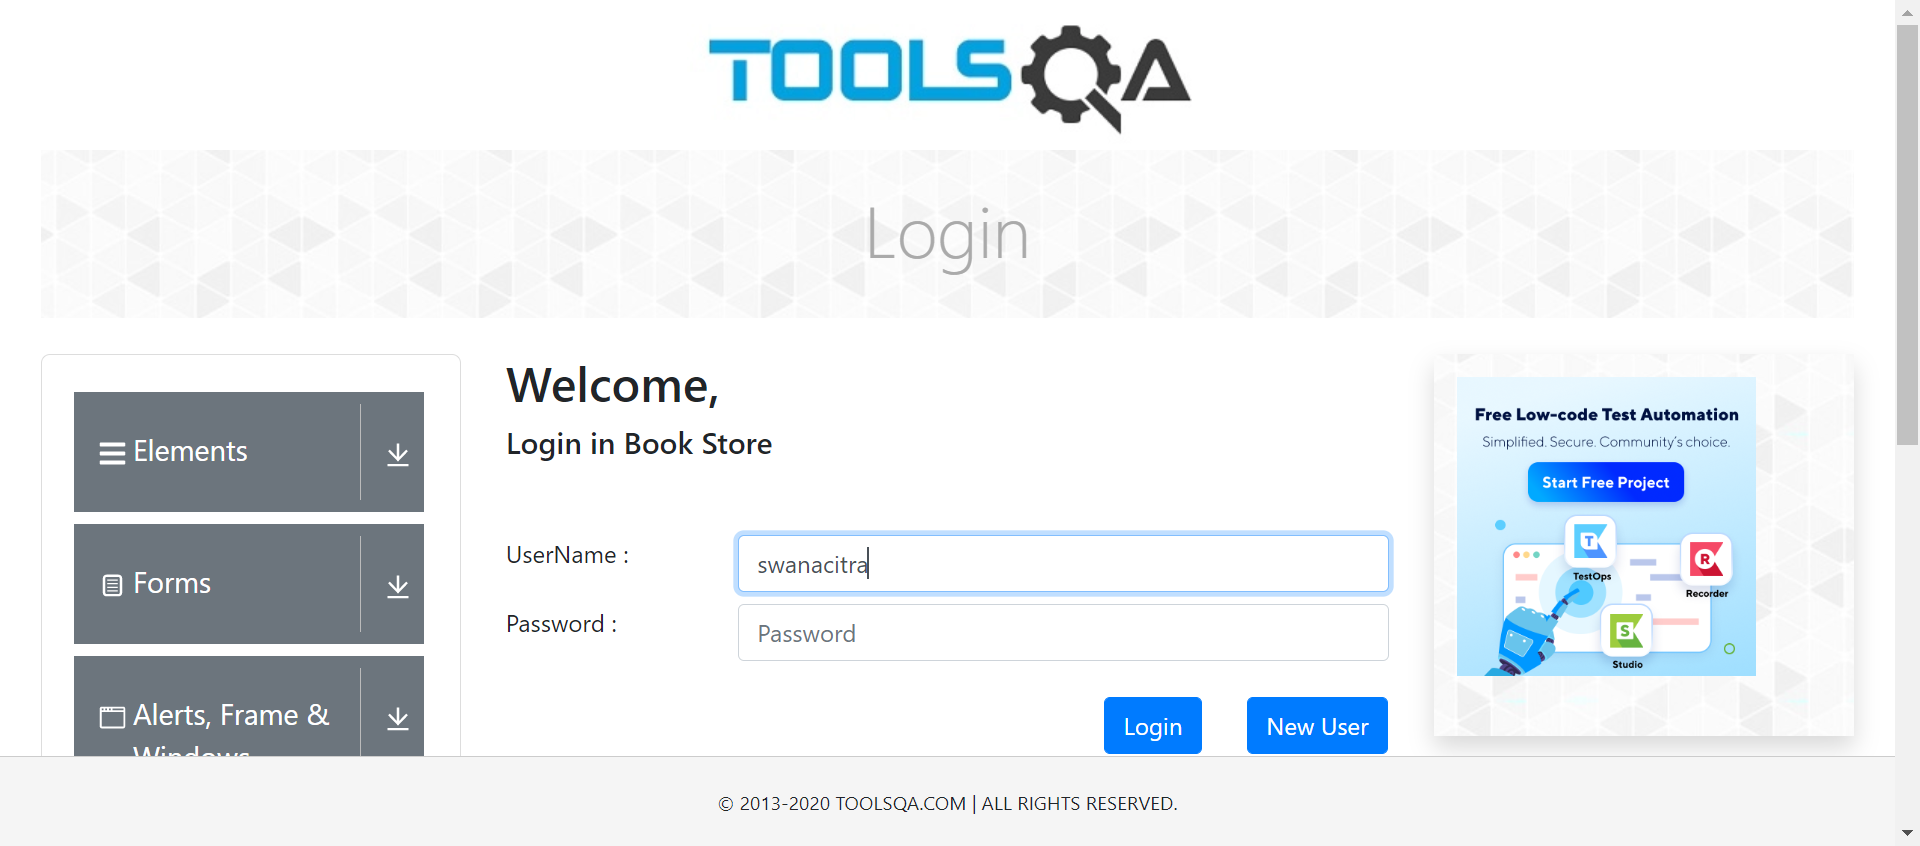 TOOLSQA
Login
Elements
Forms
Alerts, Frame &
Windows
Welcome,
Login in Book Store
UserName :
swanacitra
Password :
Password
Login
New User
Free Low-code Test Automation
Simplified. Secure. Community's choice.
Start Free Project
T
TestOps
R
Recorder
S
Studio
© 2013-2020 TOOLSQA.COM | ALL RIGHTS RESERVED.